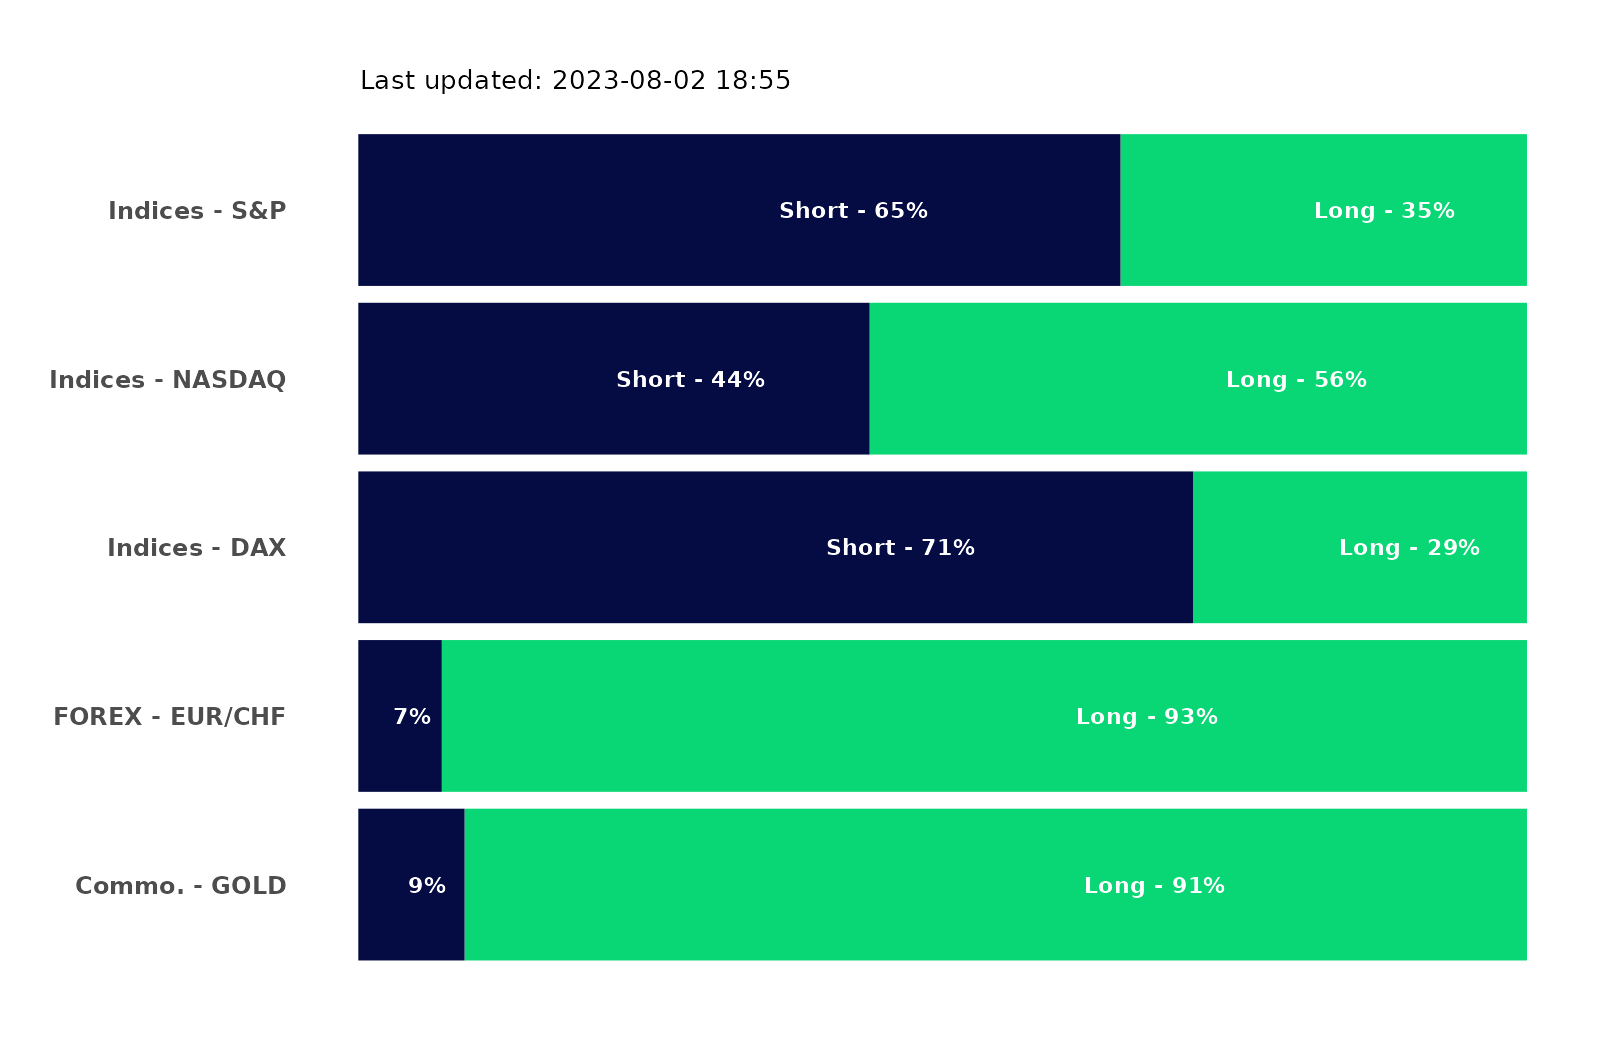 Last updated: 2023-08-02 18:55
Indices - S&P Short - 65% Long - 35%
Indices - NASDAQ Short - 44% Long - 56%
Indices - DAX Short - 71% Long - 29%
FOREX - EUR/CHF 7% Long - 93%
Commo. - GOLD 9% Long - 91%